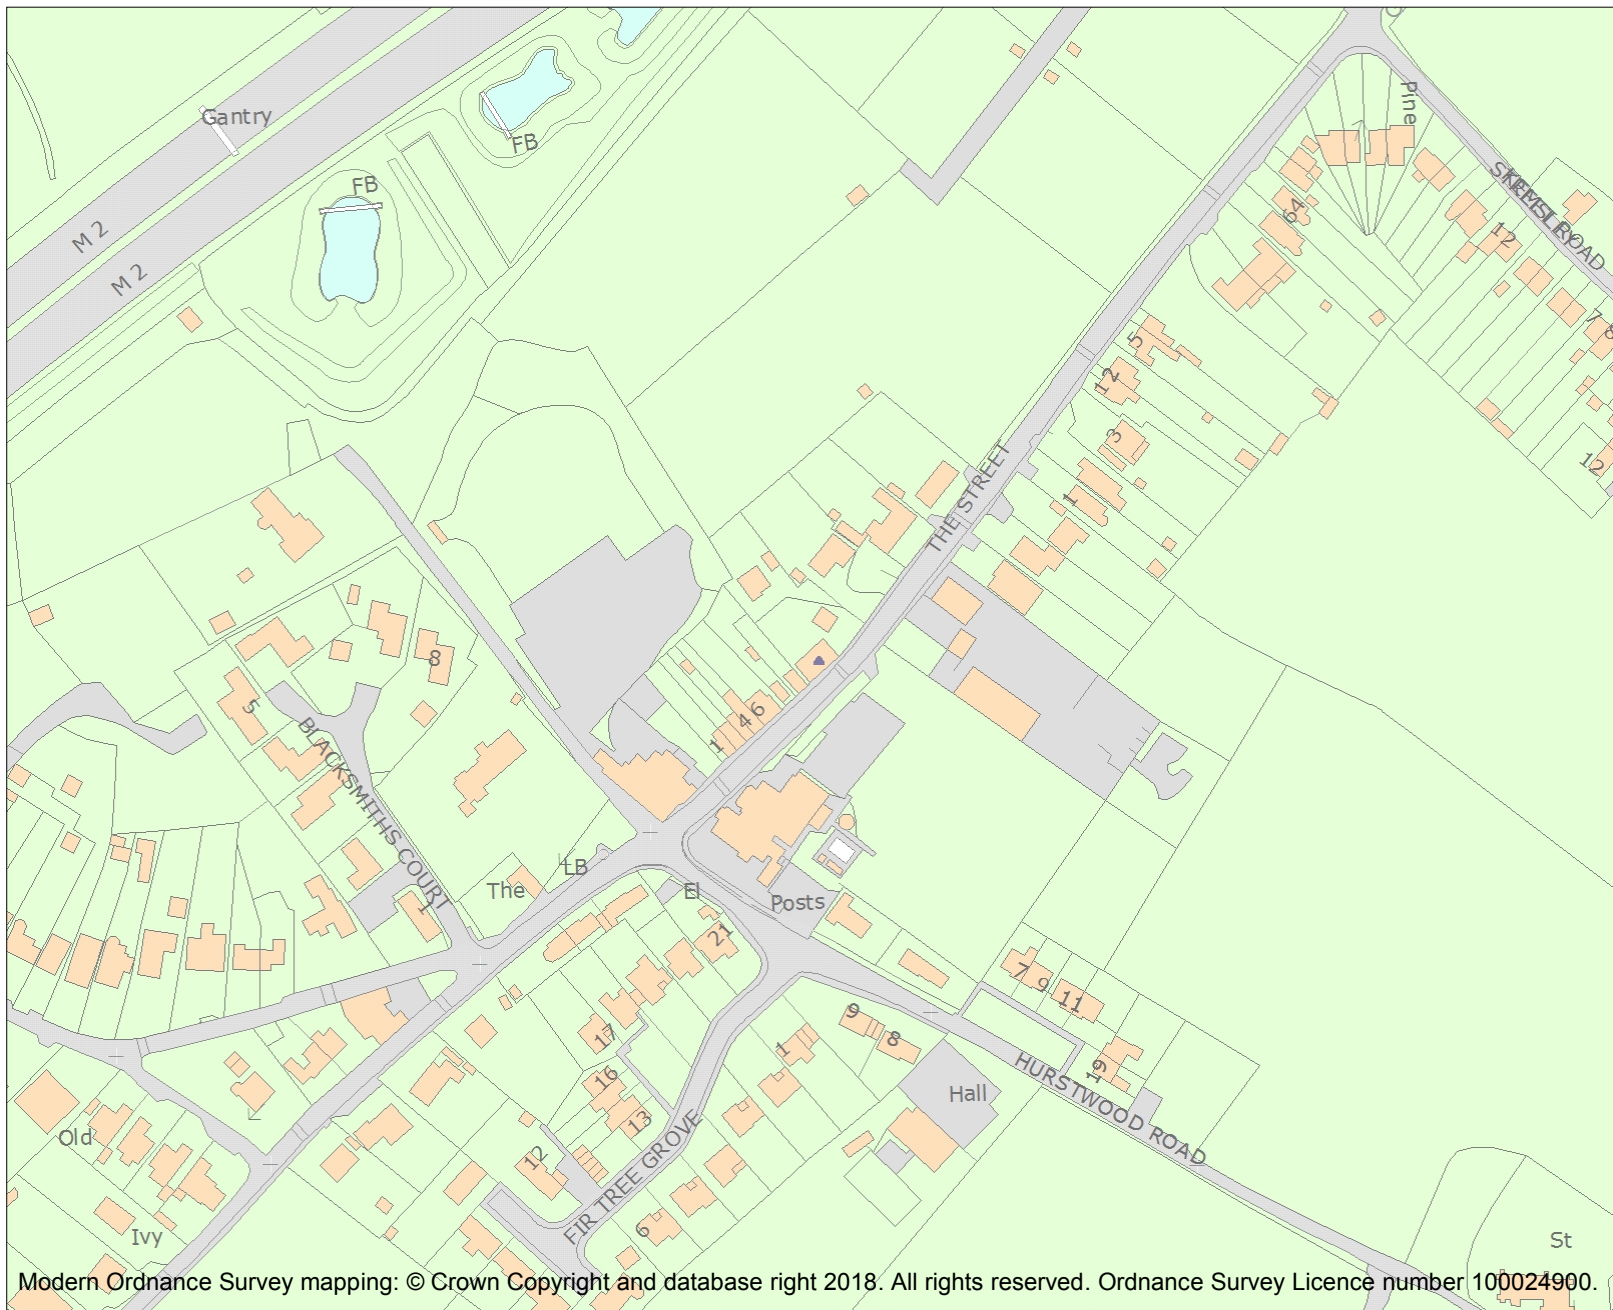 Gantry
FB
FB
M 2
M 2
Pine
ROAD
64
12
7
12
5
12
3
1
THE STREET
8
5
4 6
1
BLACKSMITHS COURT
1
The
LB
El
Posts
21
17
16
13
12
6
1
9
8
7
9
11
19
Hall
HURSTWOOD ROAD
FIR TREE GROVE
Old
Ivy
St
Modern Ordnance Survey mapping: © Crown Copyright and database right 2018. All rights reserved. Ordnance Survey Licence number 100024900.